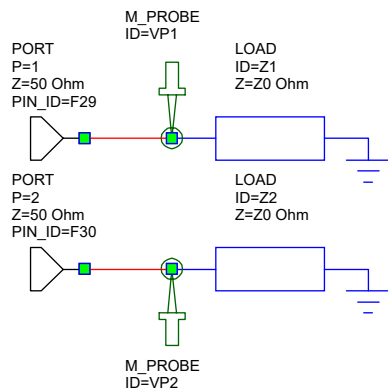 M_PROBE
ID=VP1
PORT
P=1
Z=50 Ohm
PIN_ID=F29
LOAD
ID=Z1
Z=Z0 Ohm
PORT
P=2
Z=50 Ohm
PIN_ID=F30
LOAD
ID=Z2
Z=Z0 Ohm
M_PROBE
ID=VP2